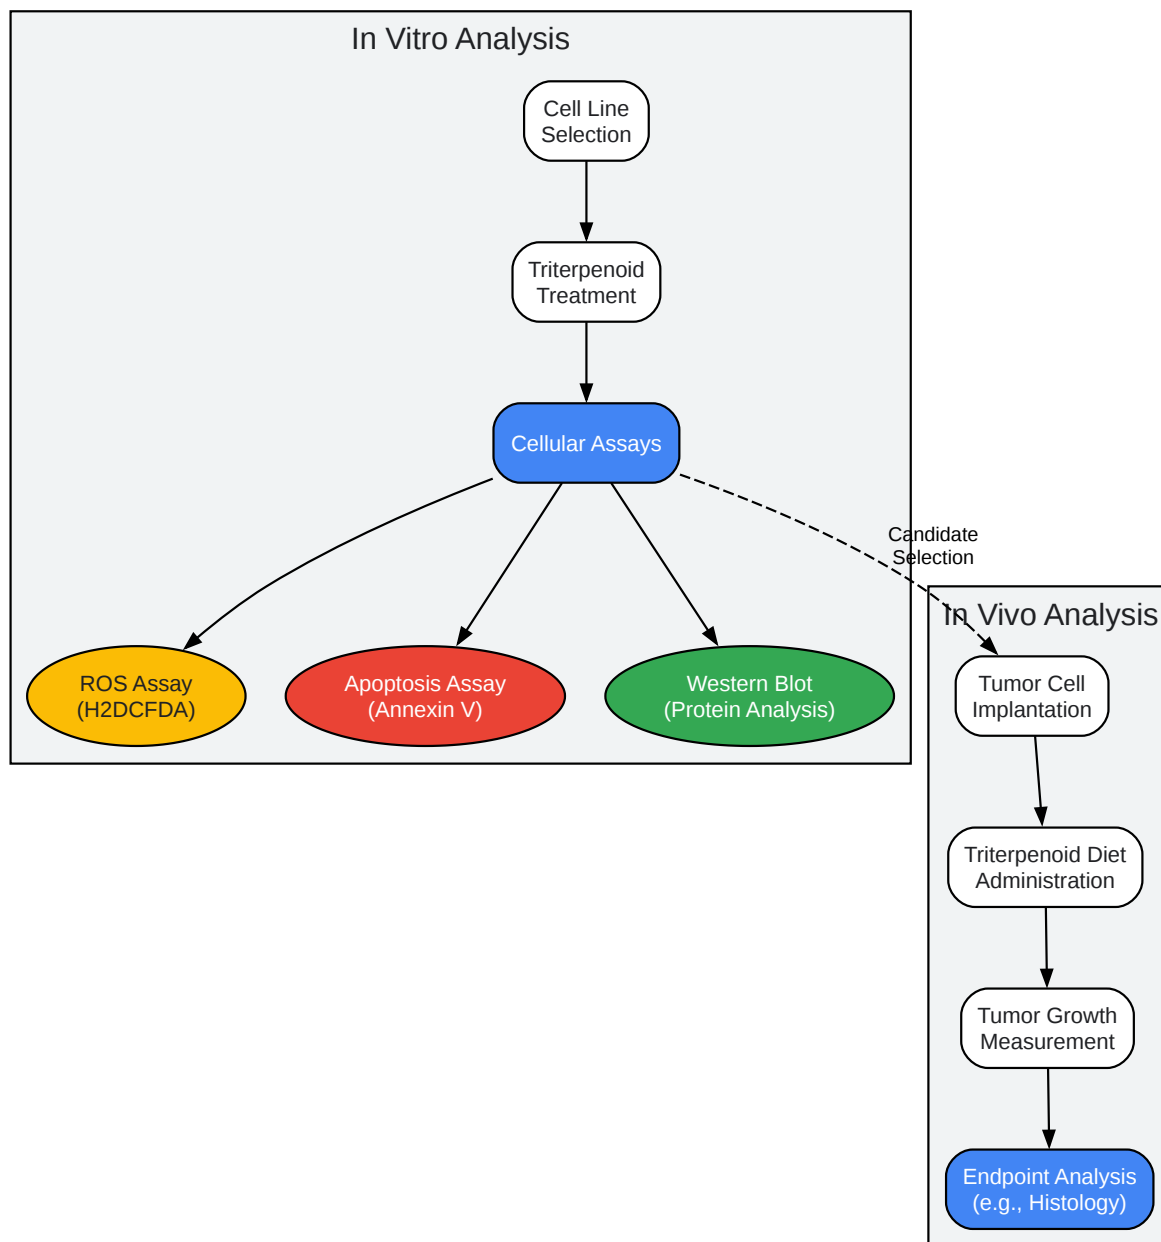 In Vitro Analysis
Cell Line
Selection
Triterpenoid
Treatment
Cellular Assays
Candidate
Selection
ROS Assay
(H2DCFDA)
Apoptosis Assay
(Annexin V)
Western Blot
(Protein Analysis)
In Vivo Analysis
Tumor Cell
Implantation
Triterpenoid Diet
Administration
Tumor Growth
Measurement
Endpoint Analysis
(e.g., Histology)